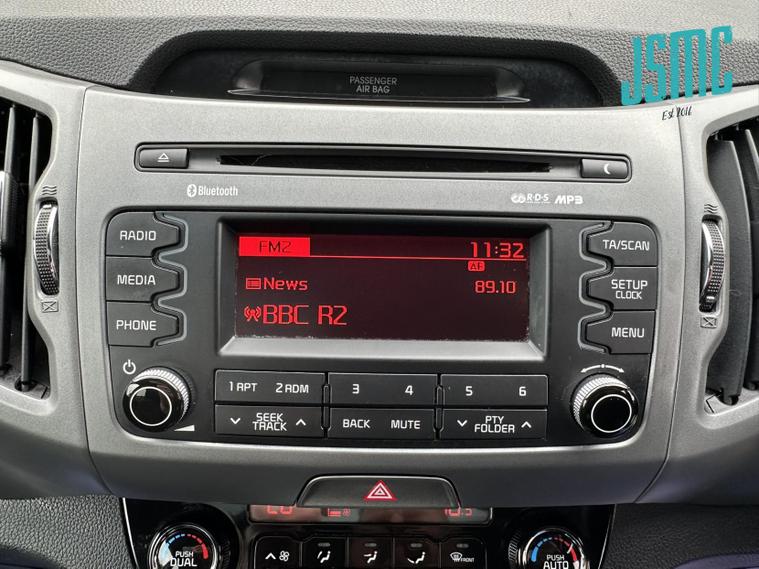 JSMC
Est 2016
PASSENGER
AIR BAG
Bluetooth
R·D·S MP3
RADIO
MEDIA
PHONE
FM2 11:32
AF
News 89.10
BBC R2
TA/SCAN
SETUP
CLOCK
MENU
1 RPT 2 RDM 3 4 5 6
SEEK
TRACK
BACK MUTE
PTY
FOLDER
PUSH
DUAL
FRONT
PUSH
AUTO